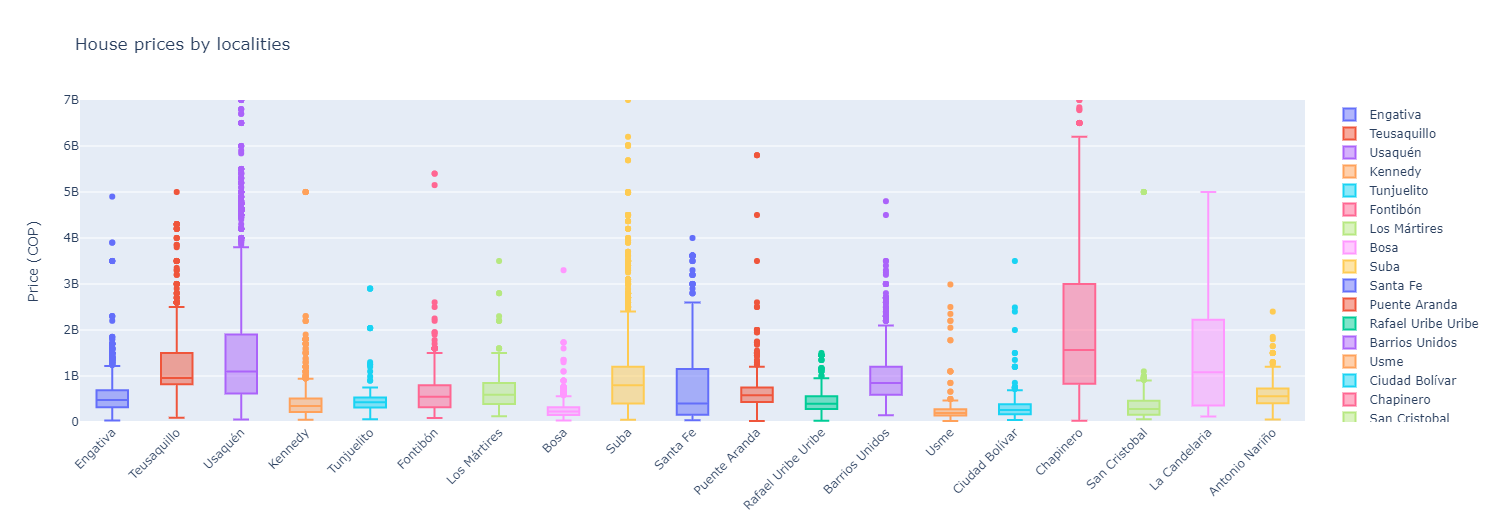 House prices by localities
Price (COP)
7B
6B
5B
4B
3B
2B
1B
0
Engativa
Teusaquillo
Usaquén
Kennedy
Tunjuelito
Fontibón
Los Mártires
Bosa
Suba
Santa Fe
Puente Aranda
Rafael Uribe Uribe
Barrios Unidos
Usme
Ciudad Bolívar
Chapinero
San Cristobal
La Candelaria
Antonio Nariño
Engativa
Teusaquillo
Usaquén
Kennedy
Tunjuelito
Fontibón
Los Mártires
Bosa
Suba
Santa Fe
Puente Aranda
Rafael Uribe Uribe
Barrios Unidos
Usme
Ciudad Bolívar
Chapinero
San Cristobal